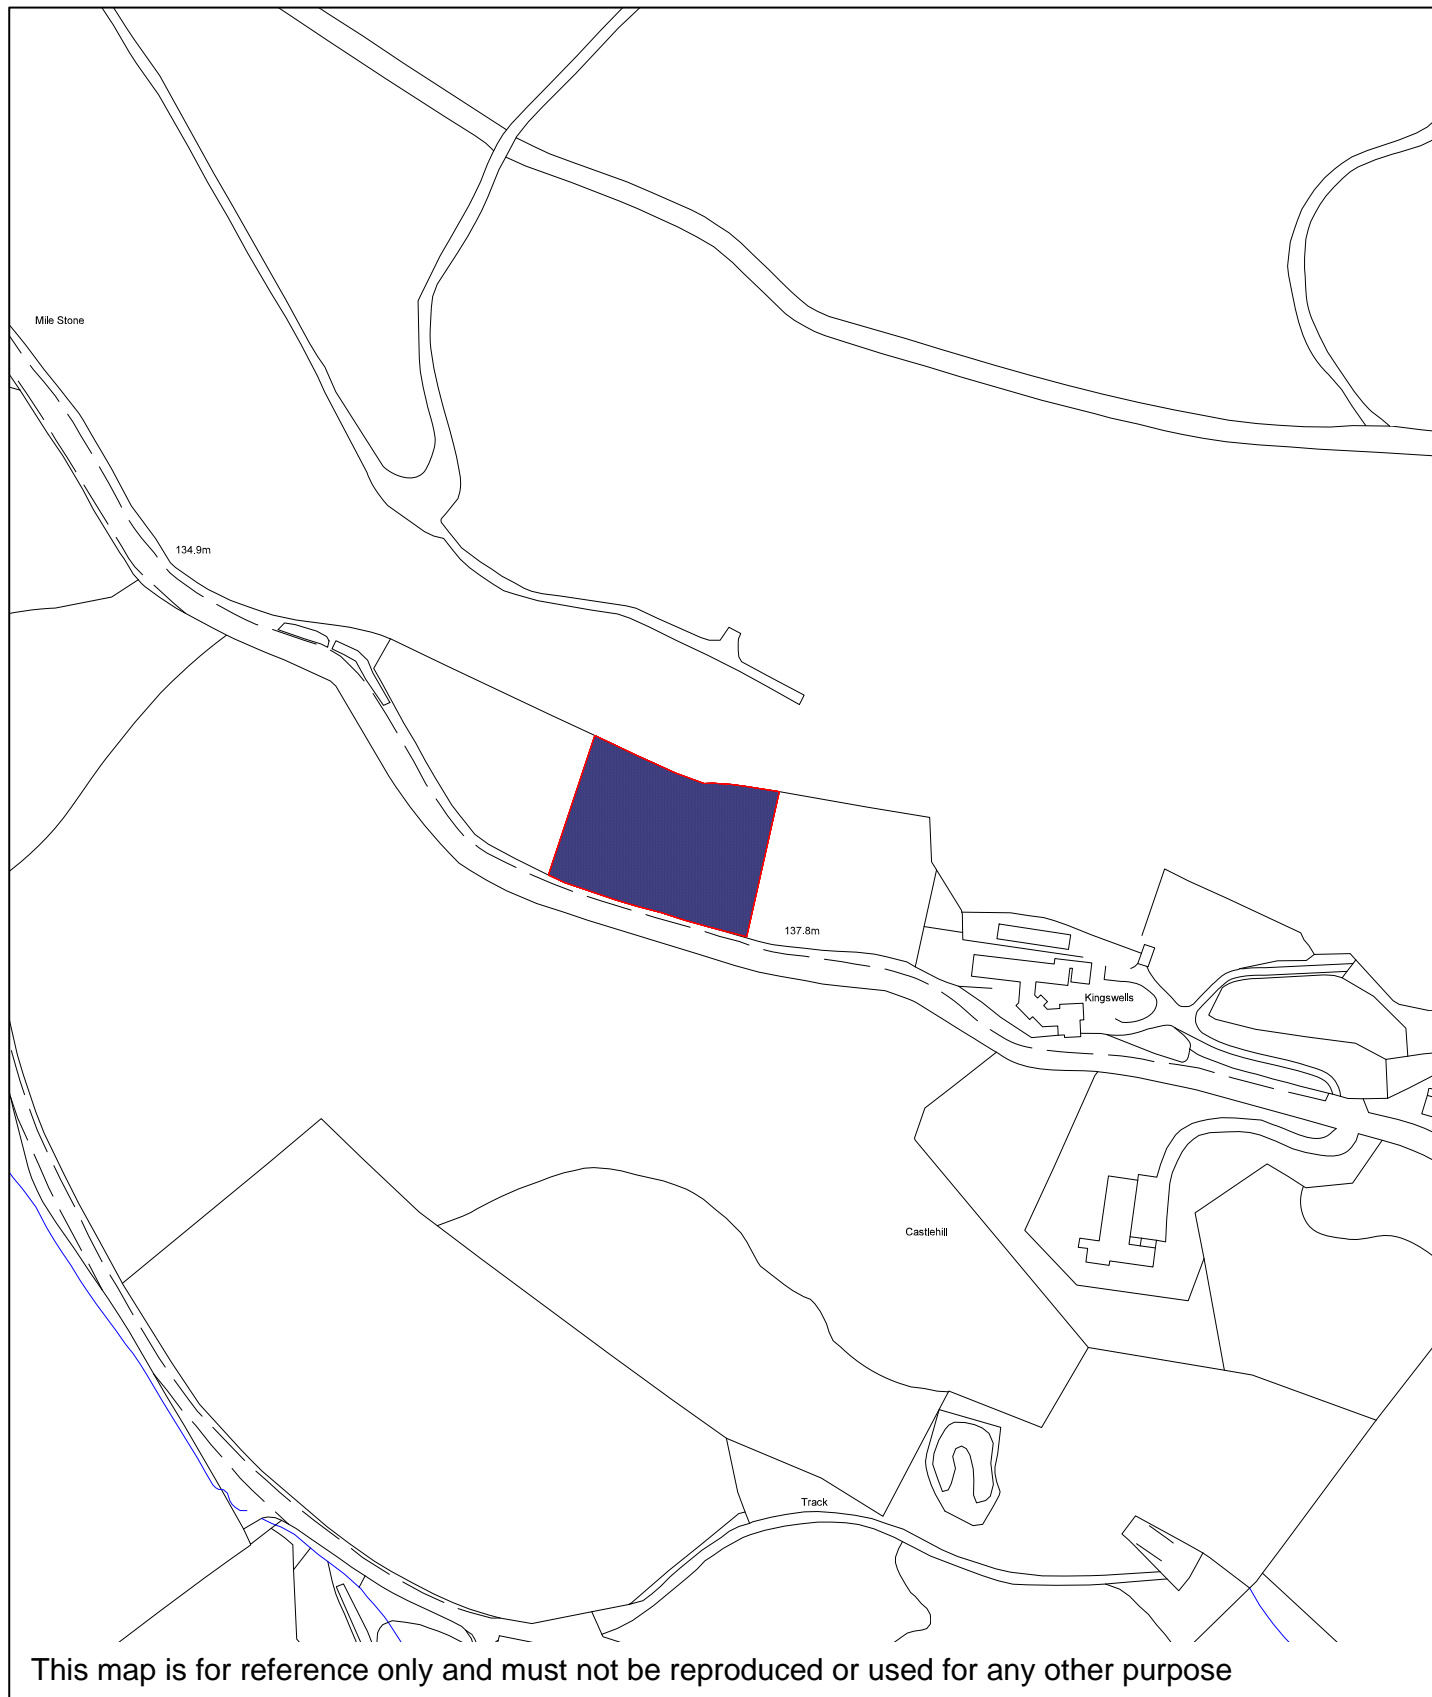 Mile Stone
134.9m
137.8m
Kingswells
Castlehill
Track
This map is for reference only and must not be reproduced or used for any other purpose